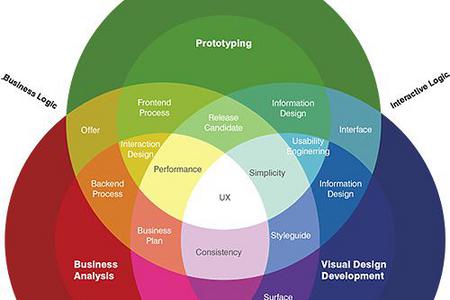 Prototyping
Business Logic
Interactive Logic
Frontend
Process
Information
Design
Release
Candidate
Offer
Interface
Interaction
Design
Usability
Enginerring
Performance
Simplicity
Backend
Process
Information
Design
UX
Business
Plan
Styleguide
Consistency
Business
Analysis
Visual Design
Development
Surface